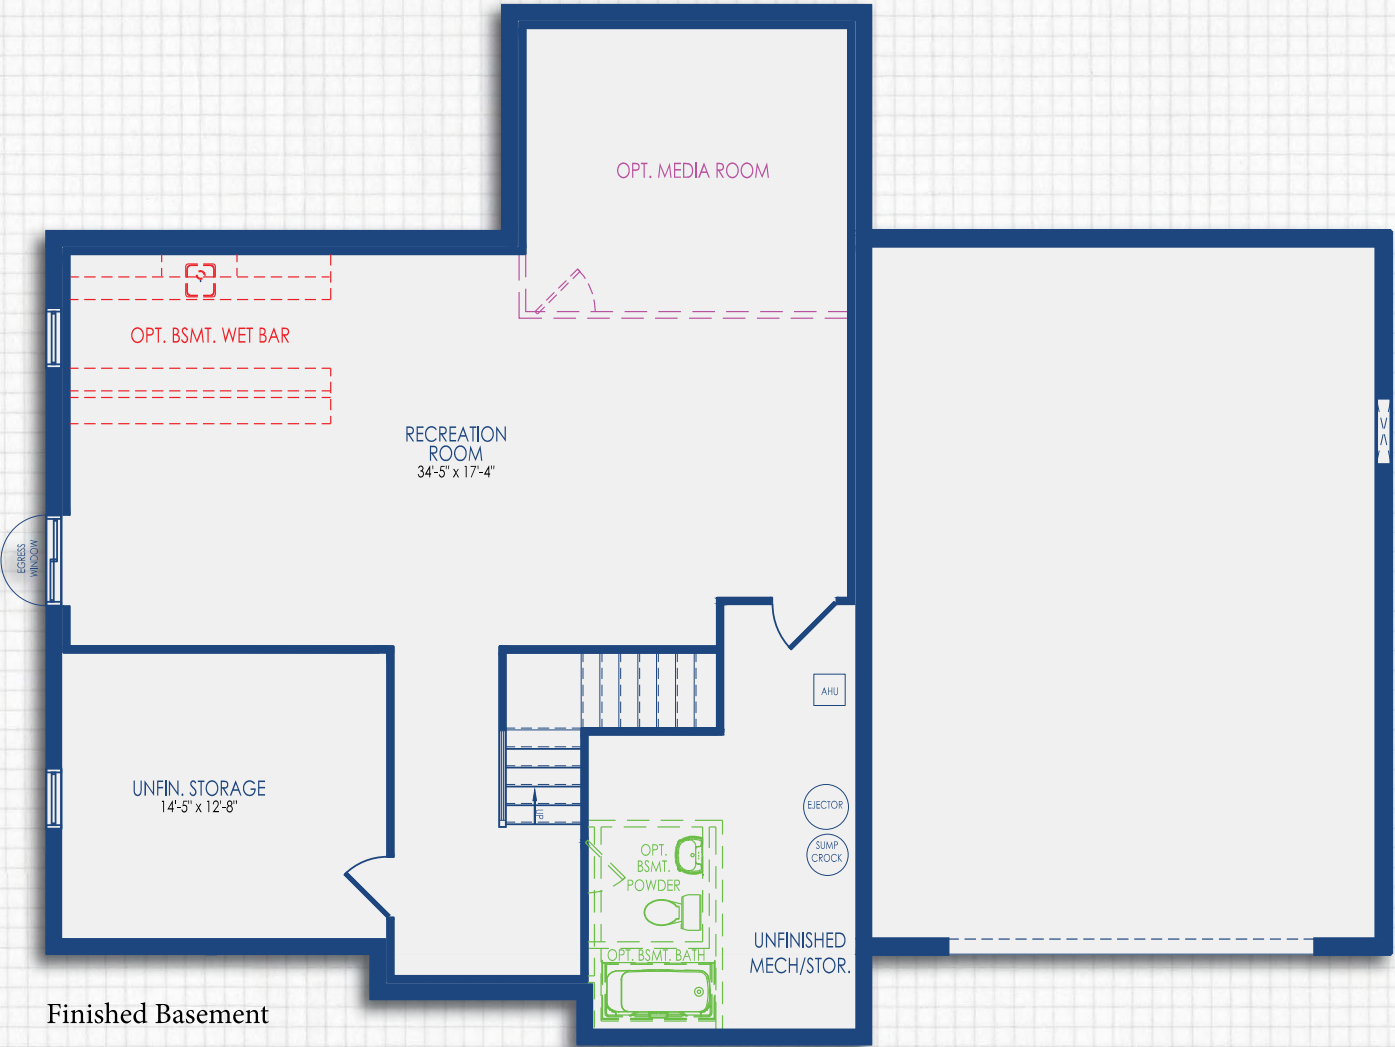 OPT. MEDIA ROOM
OPT. BSMT. WET BAR
RECREATION
ROOM
34'-5" x 17'-4"
EGRESS
WINDOW
AHU
UNFIN. STORAGE
14'-5" x 12'-8"
UP
EJECTOR
SUMP
CROCK
OPT.
BSMT.
POWDER
UNFINISHED
MECH/STOR.
OPT. BSMT. BATH
Finished Basement